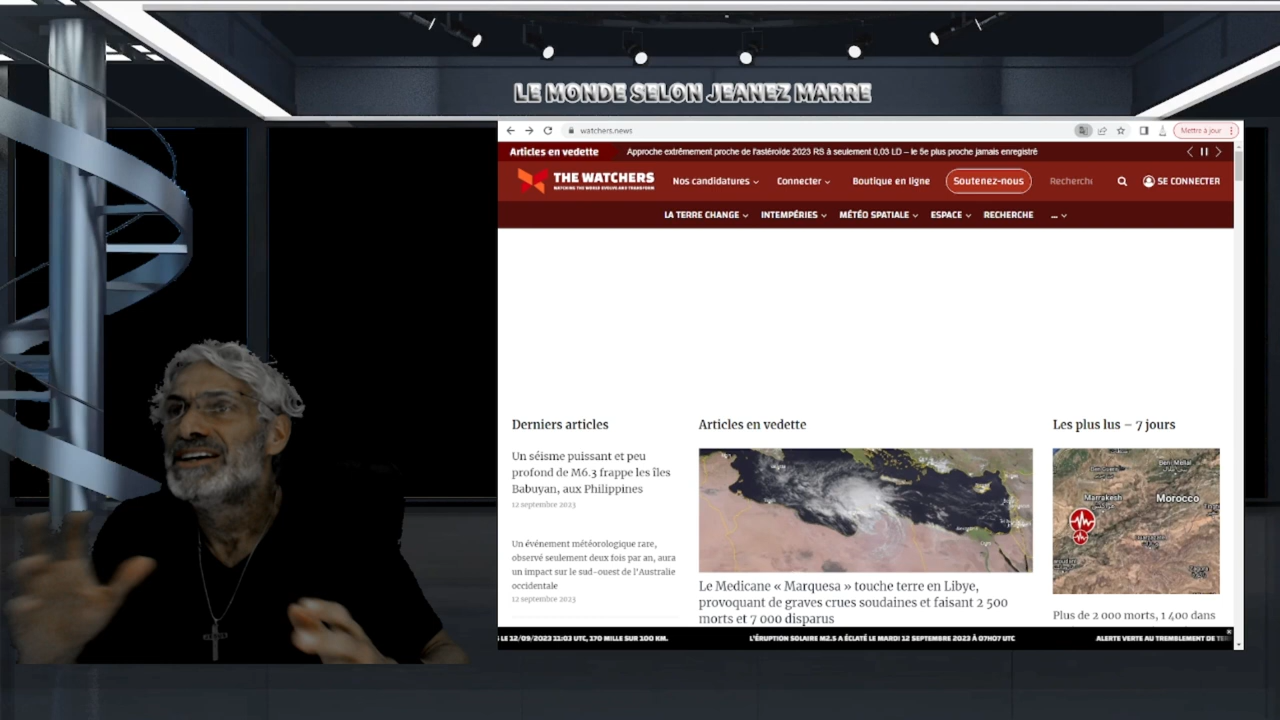 LE MONDE SELON JEANEZ MARRE
watchers.news
Mettre à jour
Articles en vedette
Approche extrêmement proche de l'astéroïde 2023 RS à seulement 0,03 LD – le 5e plus proche jamais enregistré
THE WATCHERS
WATCHING THE WORLD EVOLVE AND TRANSFORM
Nos candidatures
Connecter
Boutique en ligne
Soutenez-nous
Recherche
SE CONNECTER
LA TERRE CHANGE
INTEMPÉRIES
MÉTÉO SPATIALE
ESPACE
RECHERCHE
...
Derniers articles
Un séisme puissant et peu
profond de M6.3 frappe les îles
Babuyan, aux Philippines
12 septembre 2023
Un événement météorologique rare,
observé seulement deux fois par an, aura
un impact sur le sud-ouest de l'Australie
occidentale
12 septembre 2023
Articles en vedette
Le Medicane « Marquesa » touche terre en Libye,
provoquant de graves crues soudaines et faisant 2 500
morts et 7 000 disparus
Les plus lus – 7 jours
Marrakesh
Morocco
Plus de 2 000 morts, 1 400 dans
LE 12/09/2023 11:03 UTC, 170 MILLE SUR 100 KM.
L'ÉRUPTION SOLAIRE M2.5 A ÉCLATÉ LE MARDI 12 SEPTEMBRE 2023 À 07H07 UTC
ALERTE VERTE AU TREMBLEMENT DE